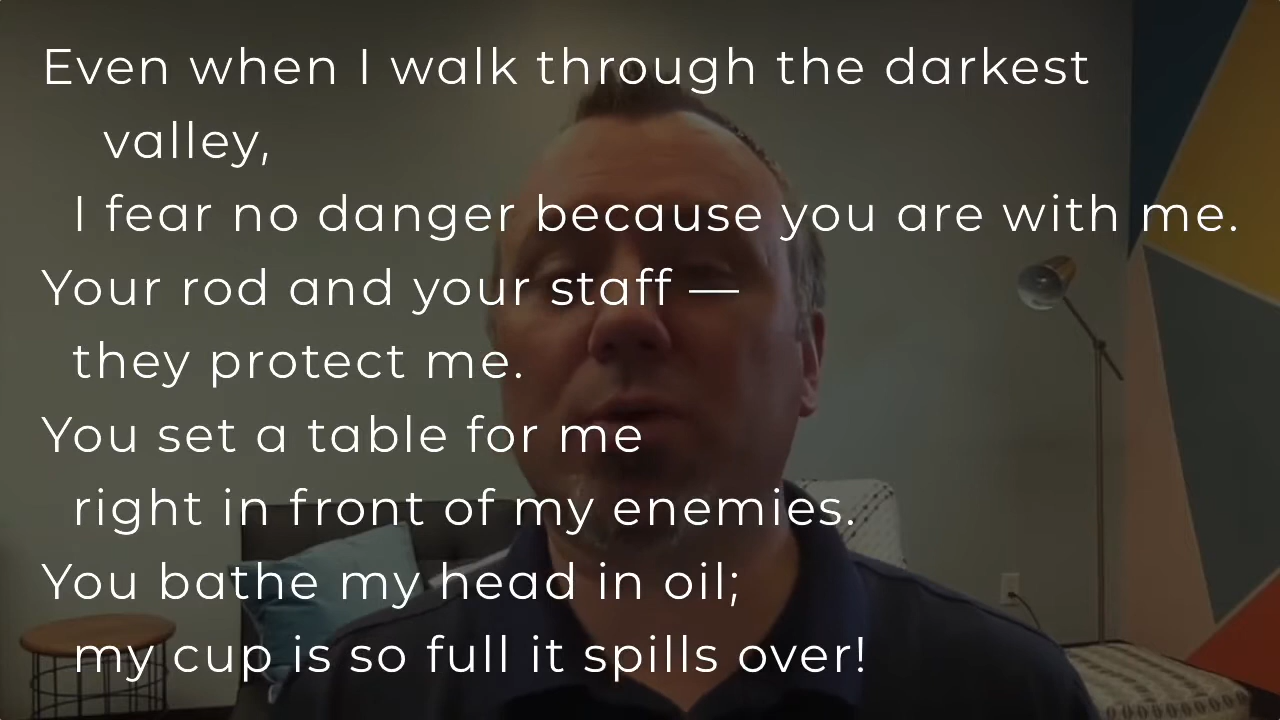 Even when I walk through the darkest
valley,
I fear no danger because you are with me.
Your rod and your staff —
they protect me.
You set a table for me
right in front of my enemies.
You bathe my head in oil;
my cup is so full it spills over!